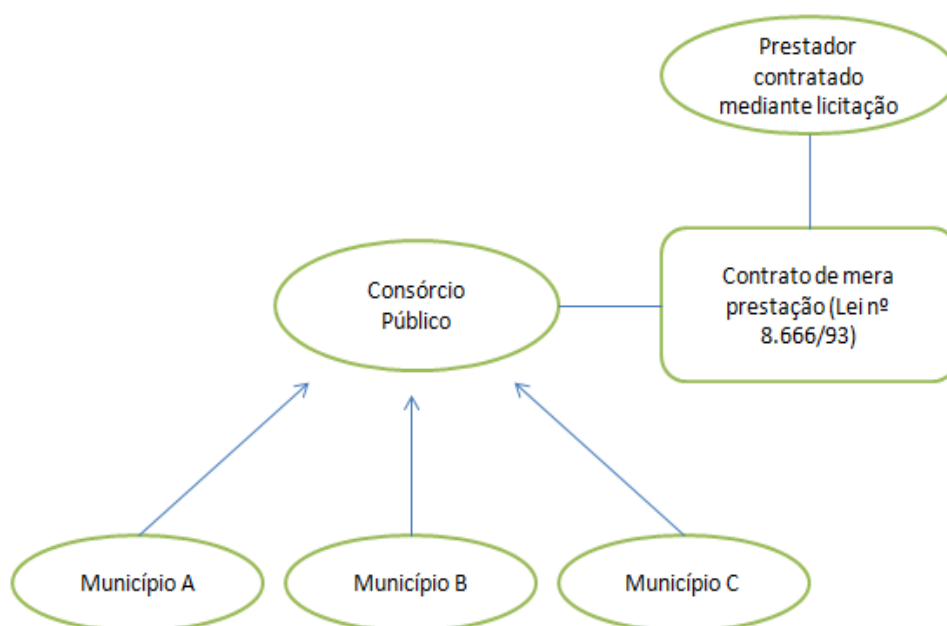 Prestador
contratado
mediante licitação
Consórcio
Público
Contrato de mera
prestação (Lei nº
8.666/93)
Município A
Município B
Município C